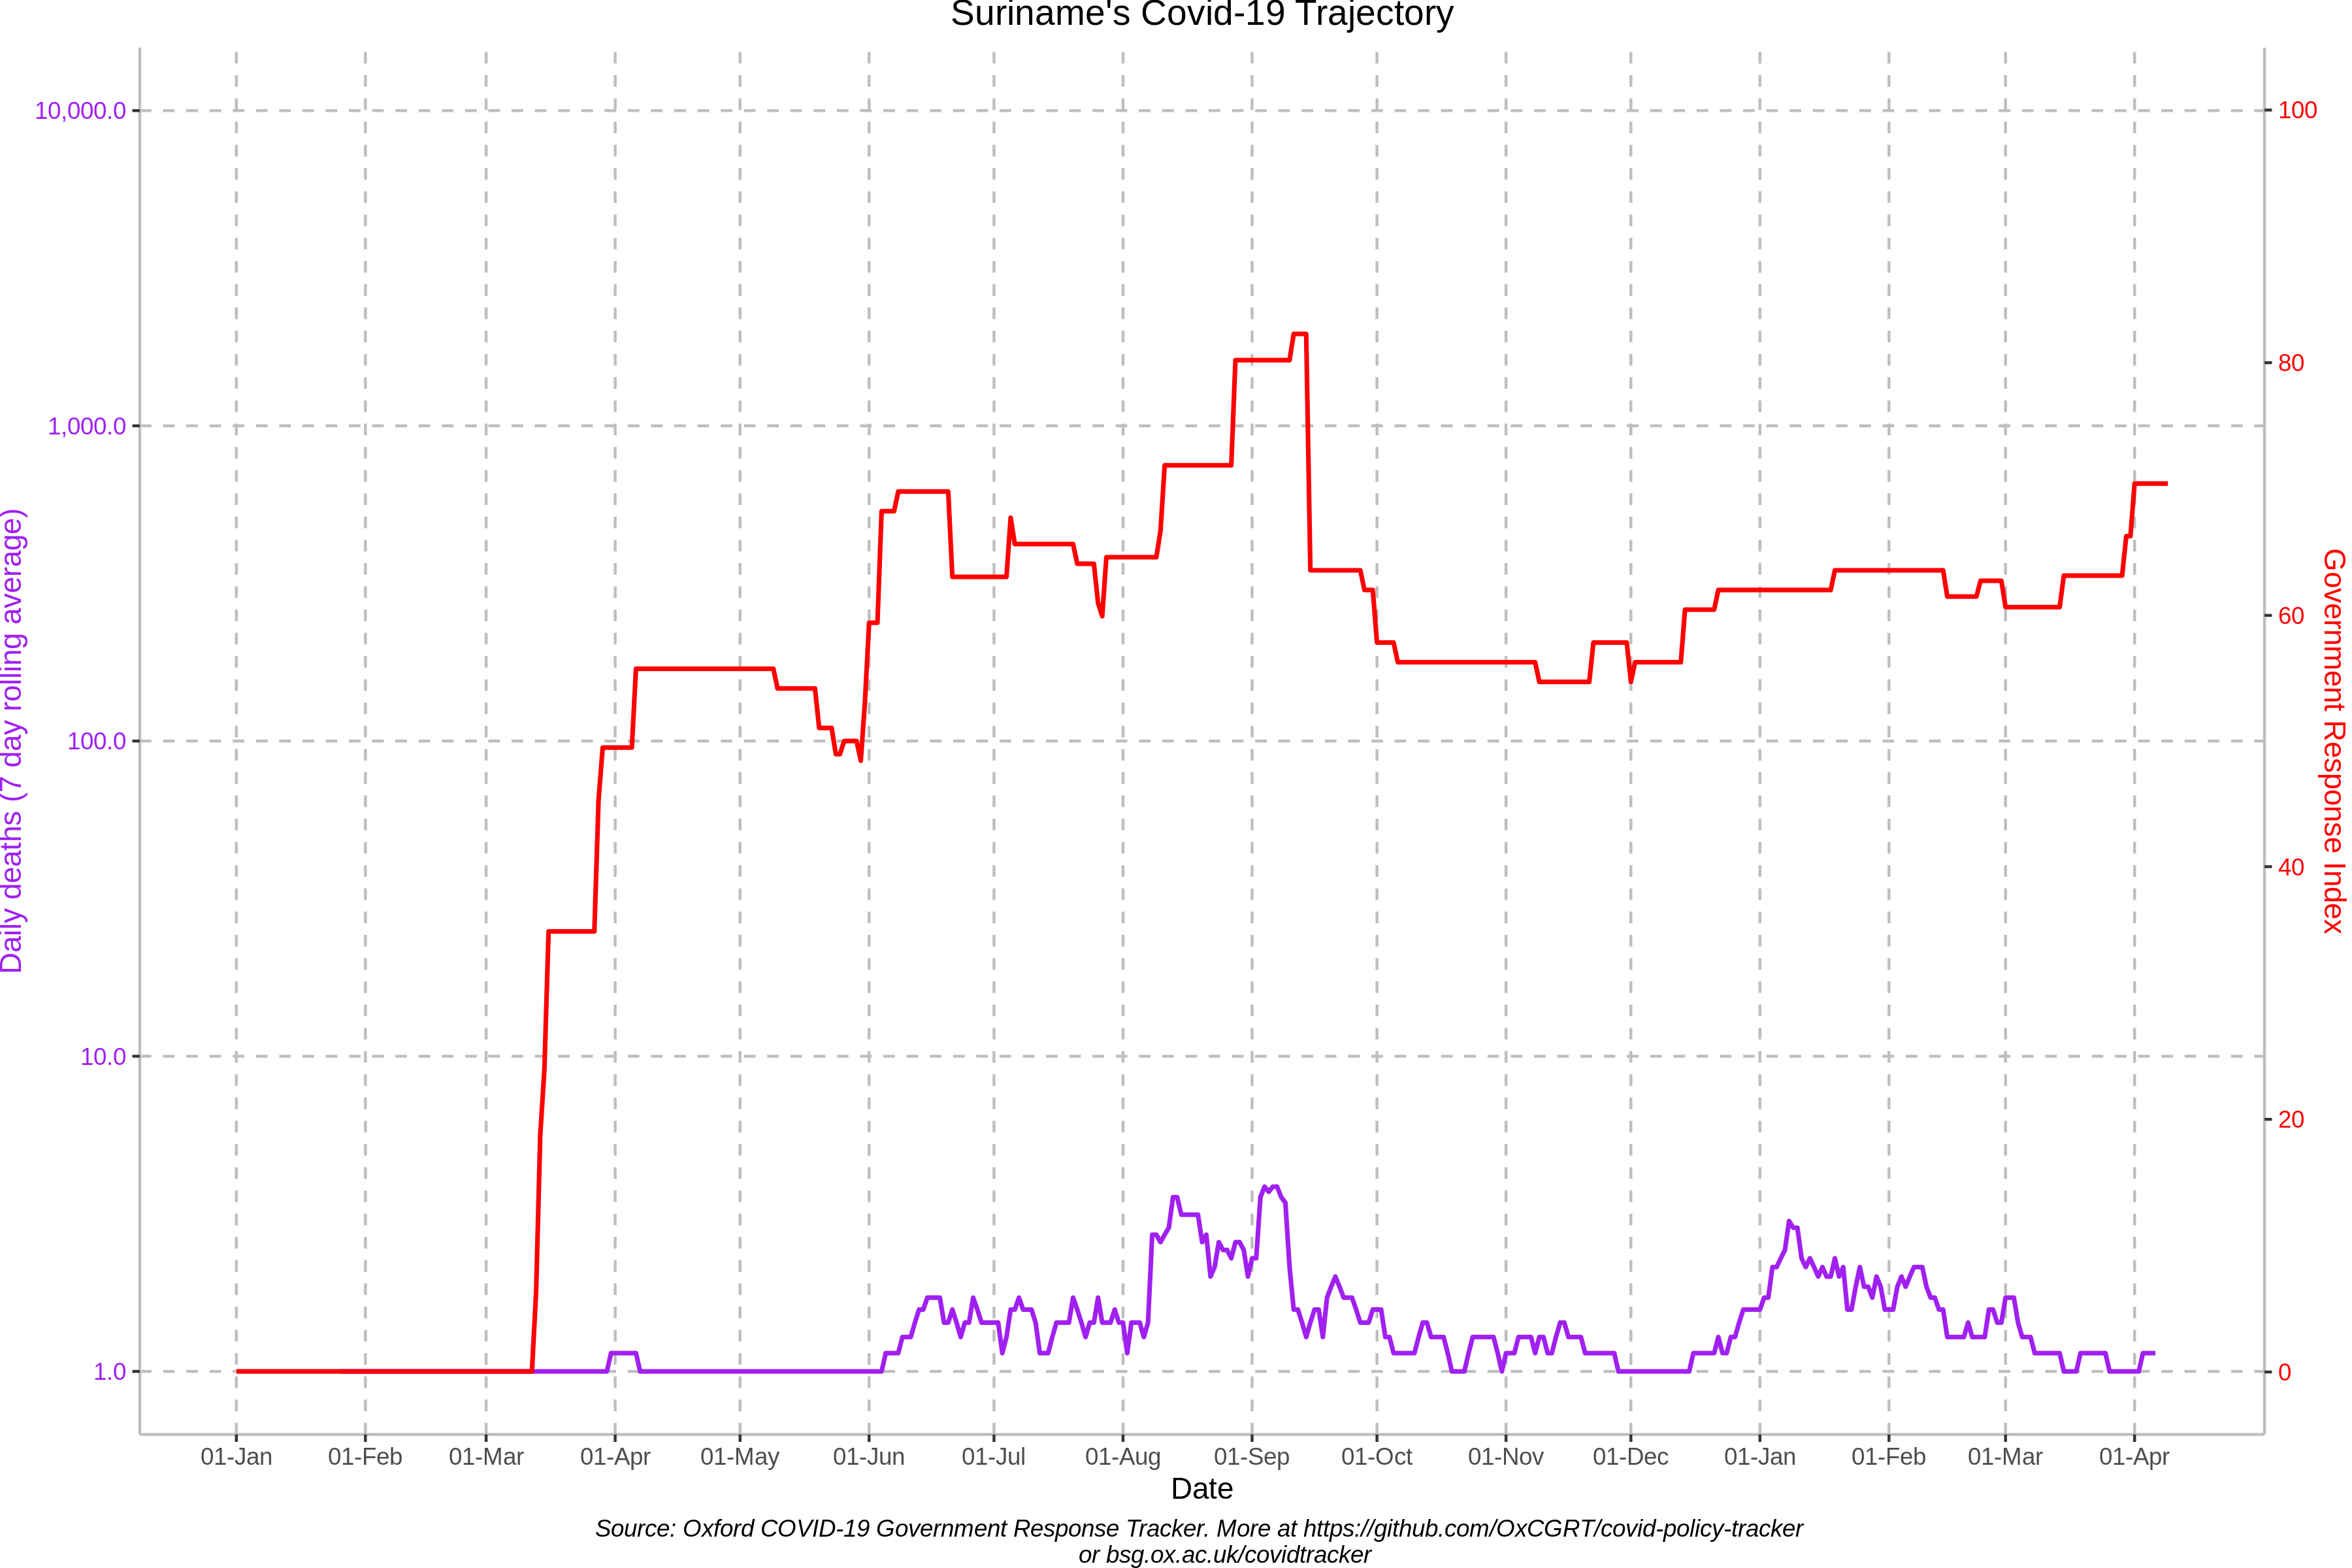 Suriname's Covid-19 Trajectory
10,000.0
1,000.0
100.0
10.0
1.0
Daily deaths (7 day rolling average)
100
80
60
40
20
0
Government Response Index
01-Jan 01-Feb 01-Mar 01-Apr 01-May 01-Jun 01-Jul 01-Aug 01-Sep 01-Oct 01-Nov 01-Dec 01-Jan 01-Feb 01-Mar 01-Apr
Date
Source: Oxford COVID-19 Government Response Tracker. More at https://github.com/OxCGRT/covid-policy-tracker
or bsg.ox.ac.uk/covidtracker